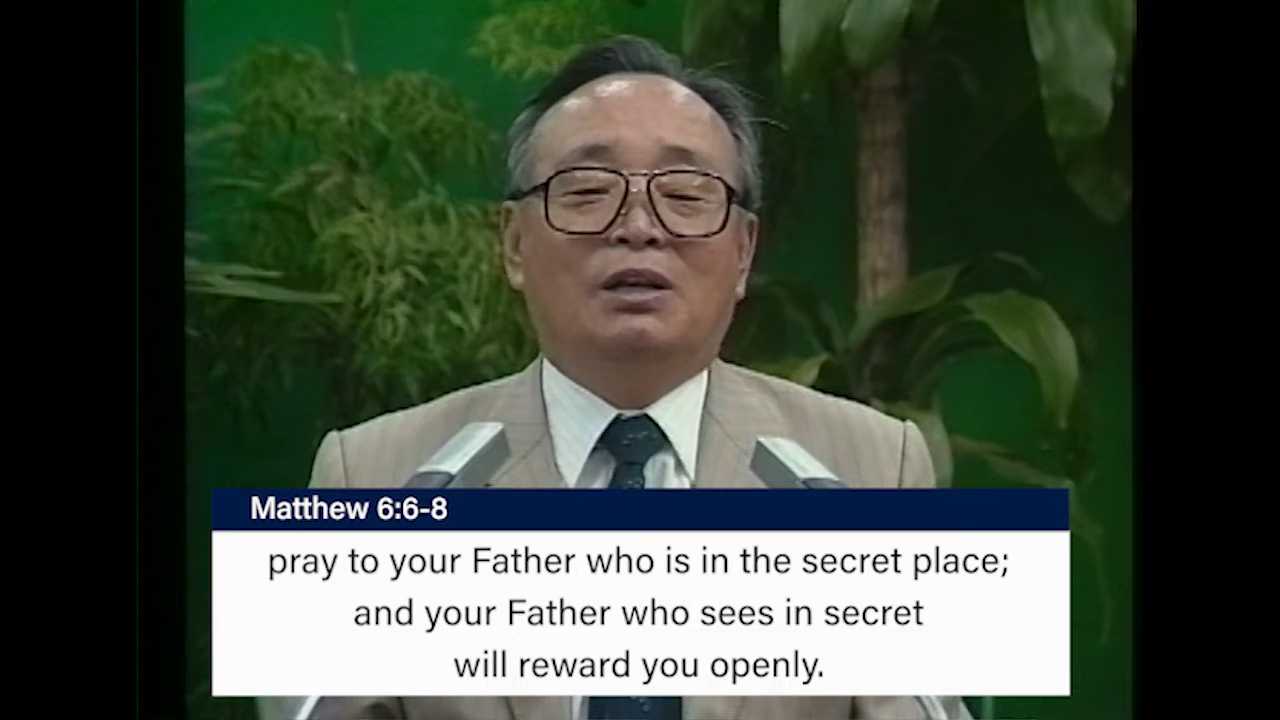 Matthew 6:6-8
pray to your Father who is in the secret place;
and your Father who sees in secret
will reward you openly.